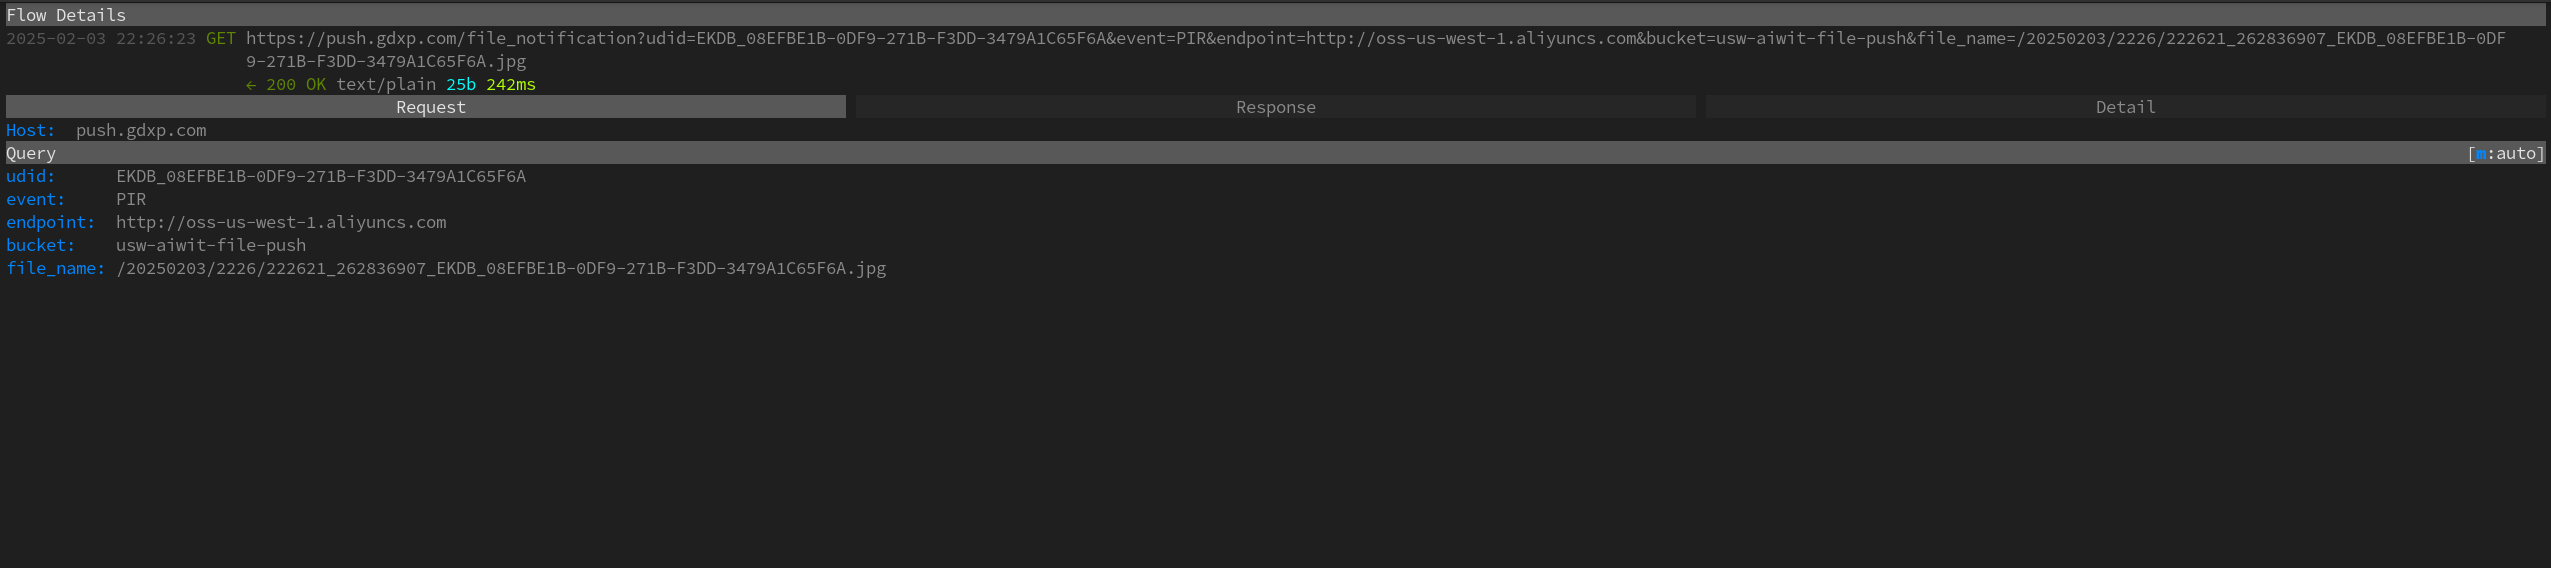 Flow Details
2025-02-03 22:26:23 GET https://push.gdxp.com/file_notification?udid=EKDB_08EFBE1B-0DF9-271B-F3DD-3479A1C65F6A&event=PIR&endpoint=http://oss-us-west-1.aliyuncs.com&bucket=usw-aiwit-file-push&file_name=/20250203/2226/222621_262836907_EKDB_08EFBE1B-0DF
9-271B-F3DD-3479A1C65F6A.jpg
← 200 OK text/plain 25b 242ms
Request Response Detail
Host: push.gdxp.com
Query [m:auto]
udid: EKDB_08EFBE1B-0DF9-271B-F3DD-3479A1C65F6A
event: PIR
endpoint: http://oss-us-west-1.aliyuncs.com
bucket: usw-aiwit-file-push
file_name: /20250203/2226/222621_262836907_EKDB_08EFBE1B-0DF9-271B-F3DD-3479A1C65F6A.jpg